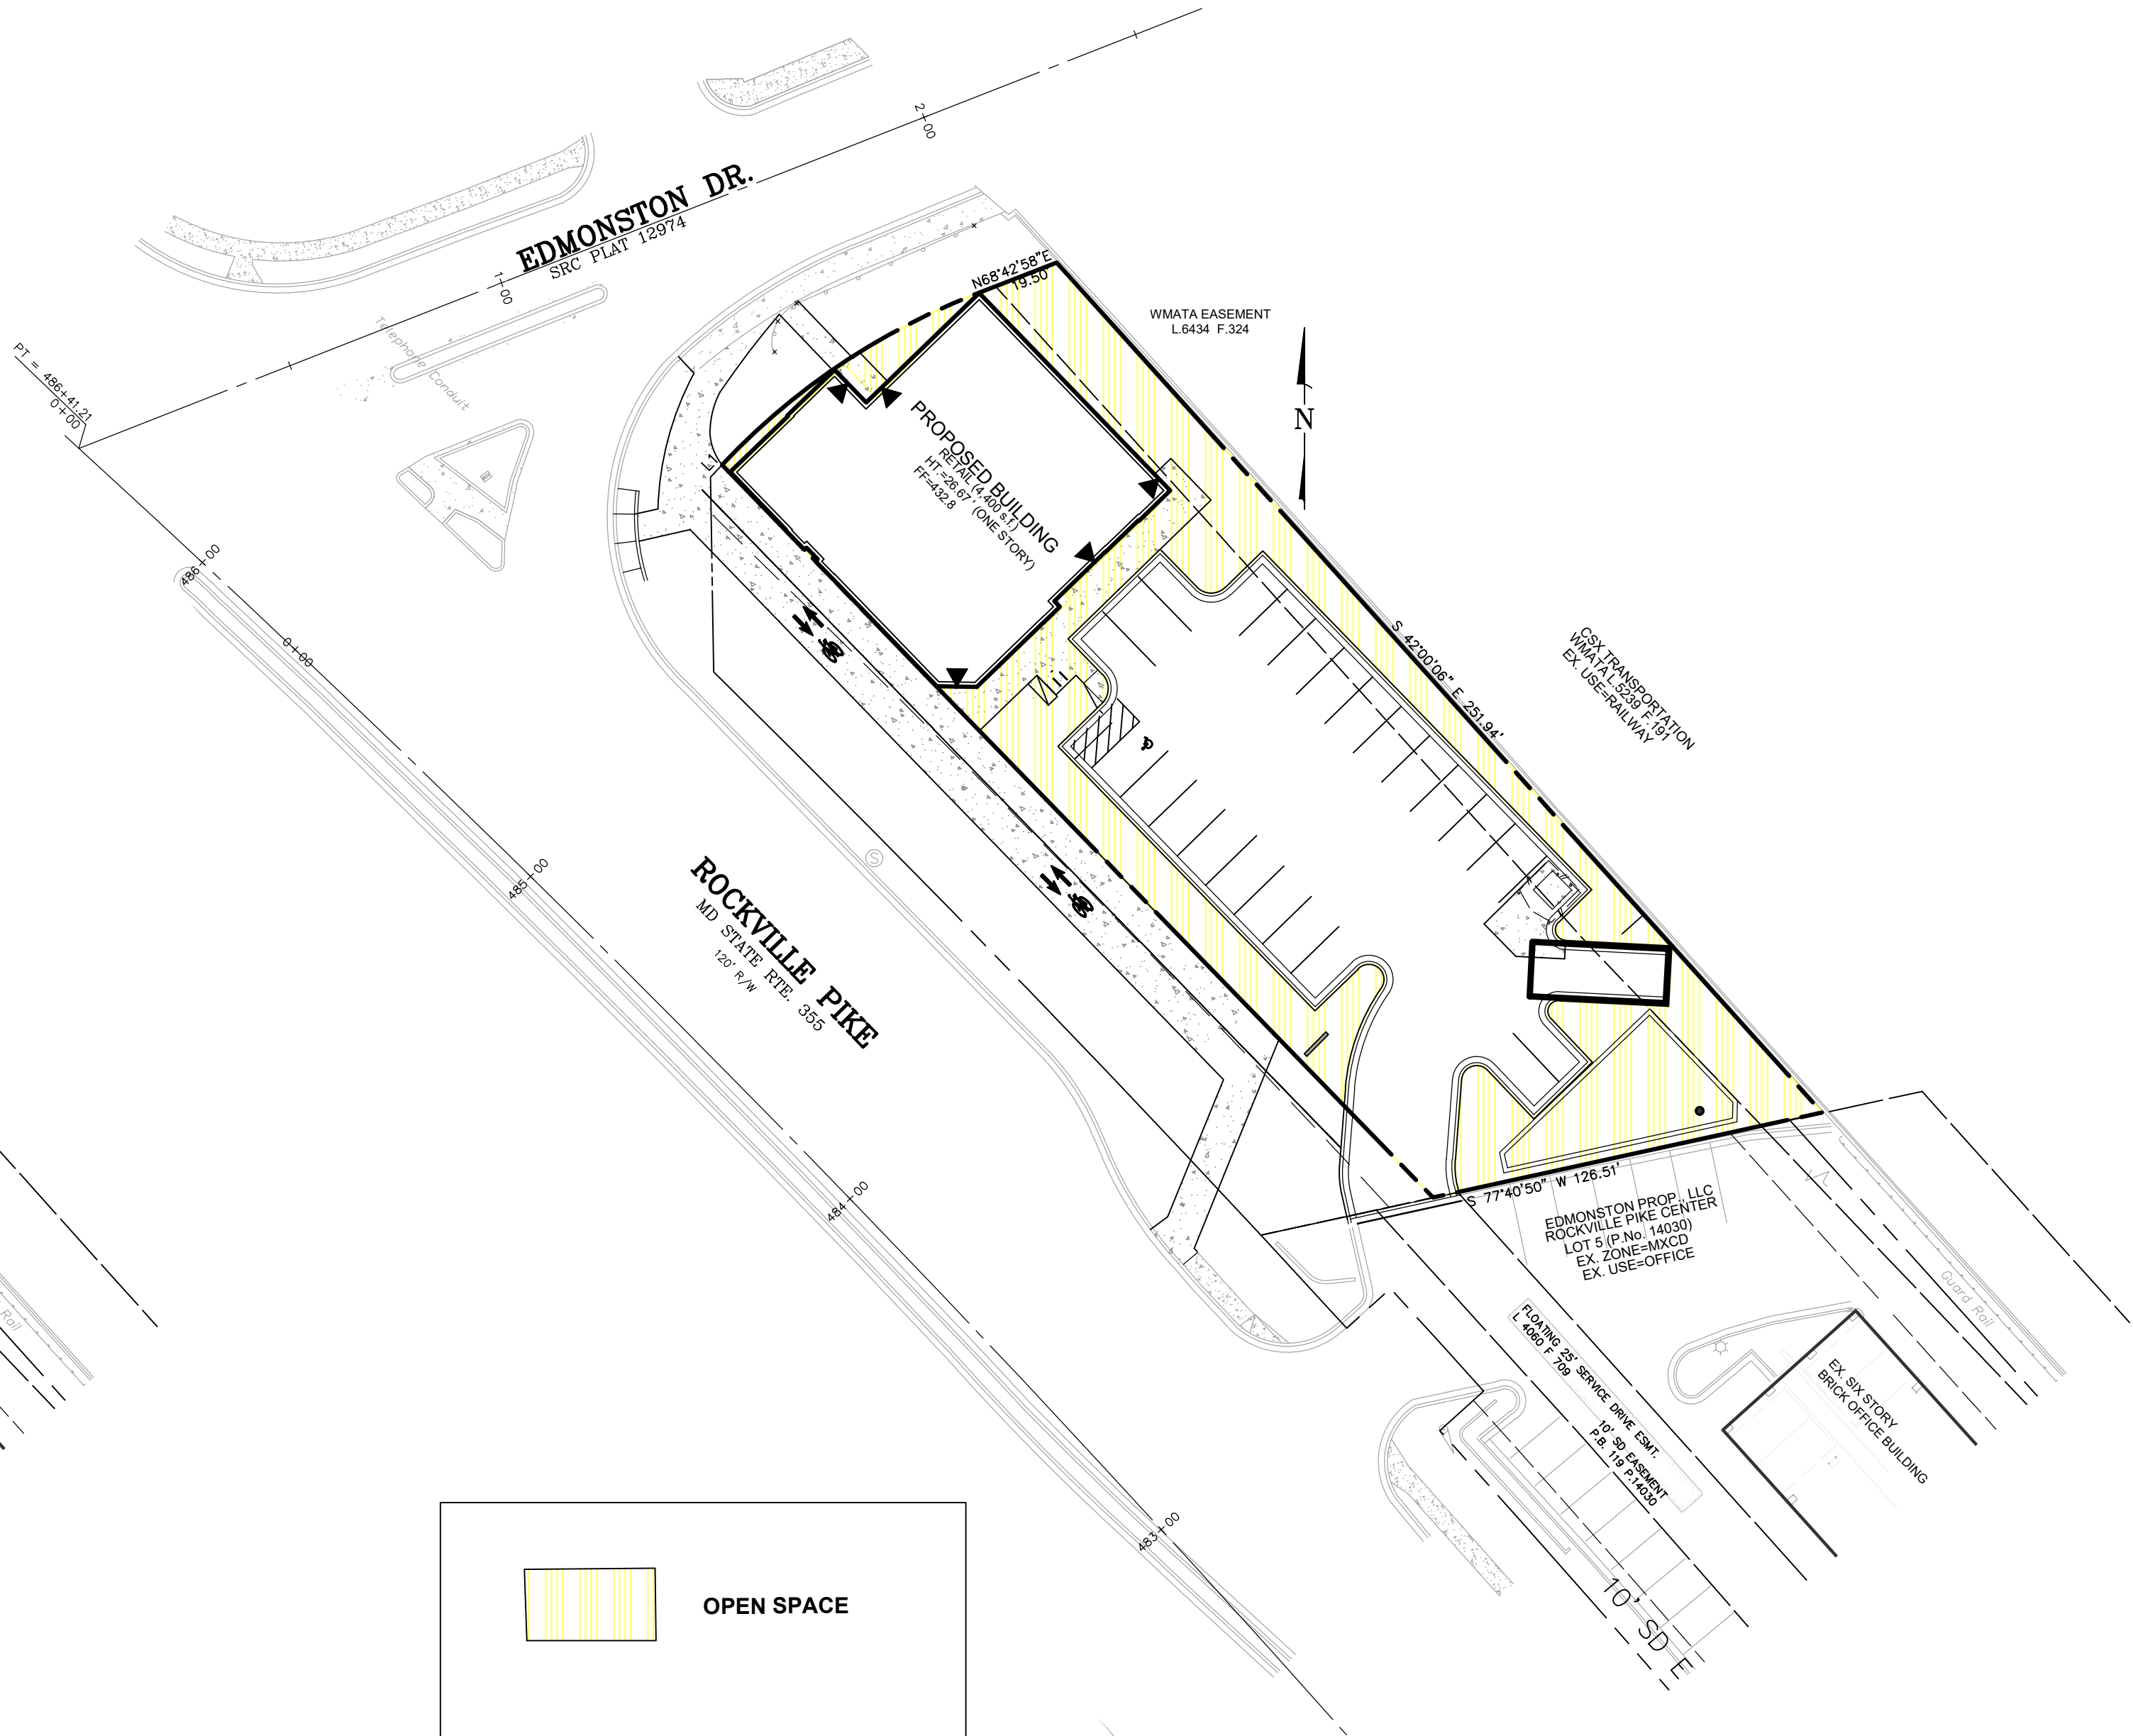 2+00
EDMONSTON DR.
SRC PLAT 12974
1+00
N68°42'58"E
19.50'
WMATA EASEMENT
L.6434 F.324
Telephone Conduit
PT = 486+41.21
0+00
N
PROPOSED BUILDING
RETAIL (4,400 s.f.)
HT.=26.67' (ONE STORY)
FF=432.8
L1
486+00
0+00
S 42°00'06" E 251.94'
CSX TRANSPORTATION
WMATA L.5239 F.191
EX. USE=RAILWAY
485+00
S
ROCKVILLE PIKE
MD STATE RTE. 355
120' R/W
484+00
S 77°40'50" W 126.51'
EDMONSTON PROP., LLC
ROCKVILLE PIKE CENTER
LOT 5 (P.No. 14030)
EX. ZONE=MXCD
EX. USE=OFFICE
Guard Rail
Rail
FLOATING 25' SERVICE DRIVE ESMT.
L 4060 F 709
10' SD EASEMENT
P.B. 119 P.14030
EX. SIX STORY
BRICK OFFICE BUILDING
483+00
10' SD E
OPEN SPACE